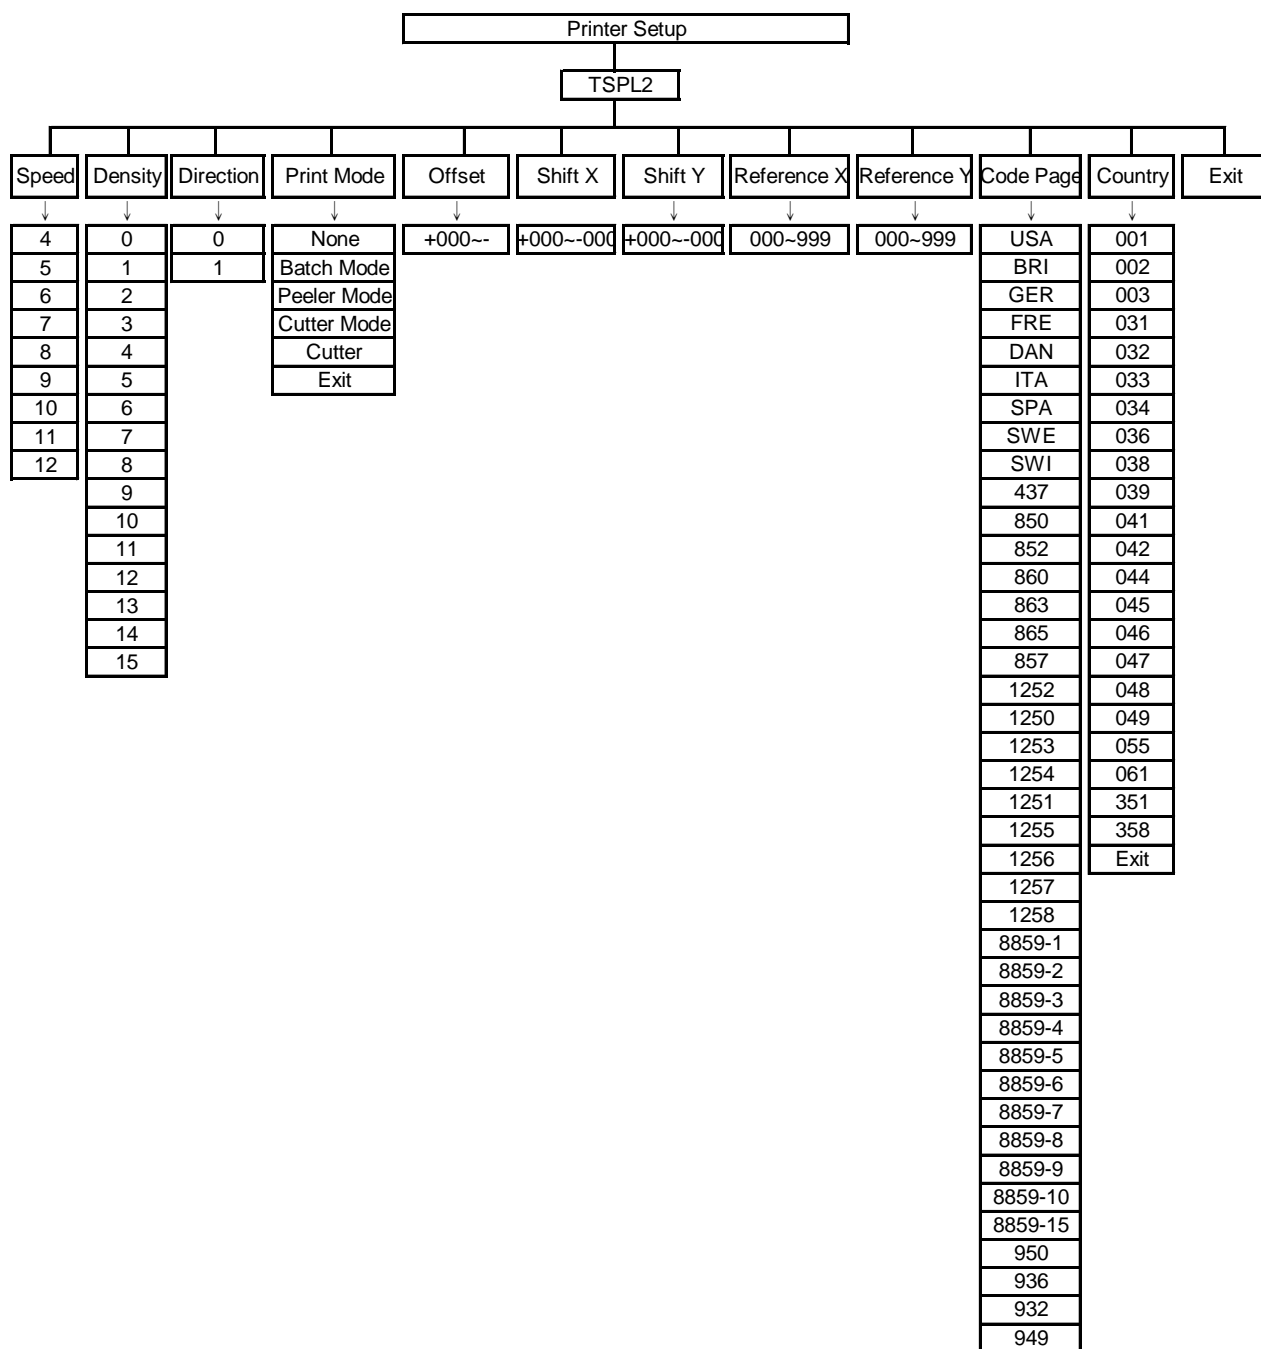 Printer Setup
TSPL2
Speed Density Direction Print Mode Offset Shift X Shift Y Reference X Reference Y Code Page Country Exit
4 0 0 None +000~- +000~-000 +000~-000 000~999 000~999 USA 001
5 1 1 Batch Mode BRI 002
6 2 Peeler Mode GER 003
7 3 Cutter Mode FRE 031
8 4 Cutter DAN 032
9 5 Exit ITA 033
10 6 SPA 034
11 7 SWE 036
12 8 SWI 038
9 437 039
10 850 041
11 852 042
12 860 044
13 863 045
14 865 046
15 857 047
1252 048
1250 049
1253 055
1254 061
1251 351
1255 358
1256 Exit
1257
1258
8859-1
8859-2
8859-3
8859-4
8859-5
8859-6
8859-7
8859-8
8859-9
8859-10
8859-15
950
936
932
949